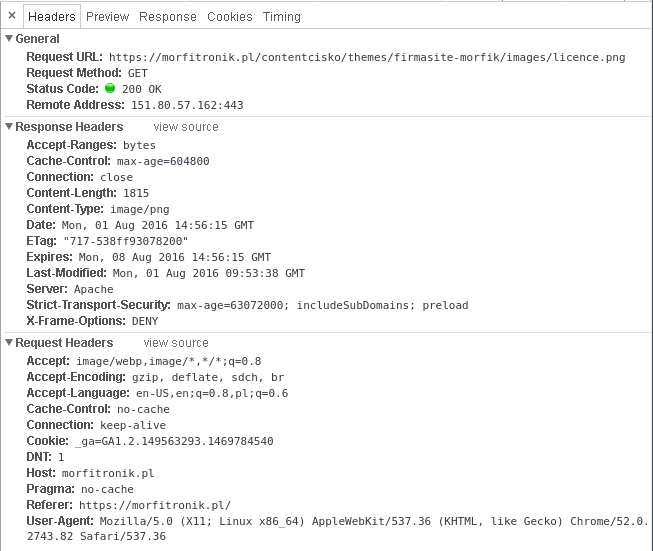 × Headers Preview Response Cookies Timing
▼ General
Request URL: https://morfitronik.pl/contentcisko/themes/firmasite-morfik/images/licence.png
Request Method: GET
Status Code: 200 OK
Remote Address: 151.80.57.162:443
▼ Response Headers view source
Accept-Ranges: bytes
Cache-Control: max-age=604800
Connection: close
Content-Length: 1815
Content-Type: image/png
Date: Mon, 01 Aug 2016 14:56:15 GMT
ETag: "717-538ff93078200"
Expires: Mon, 08 Aug 2016 14:56:15 GMT
Last-Modified: Mon, 01 Aug 2016 09:53:38 GMT
Server: Apache
Strict-Transport-Security: max-age=63072000; includeSubDomains; preload
X-Frame-Options: DENY
▼ Request Headers view source
Accept: image/webp,image/*,*/*;q=0.8
Accept-Encoding: gzip, deflate, sdch, br
Accept-Language: en-US,en;q=0.8,pl;q=0.6
Cache-Control: no-cache
Connection: keep-alive
Cookie: _ga=GA1.2.149563293.1469784540
DNT: 1
Host: morfitronik.pl
Pragma: no-cache
Referer: https://morfitronik.pl/
User-Agent: Mozilla/5.0 (X11; Linux x86_64) AppleWebKit/537.36 (KHTML, like Gecko) Chrome/52.0.
2743.82 Safari/537.36